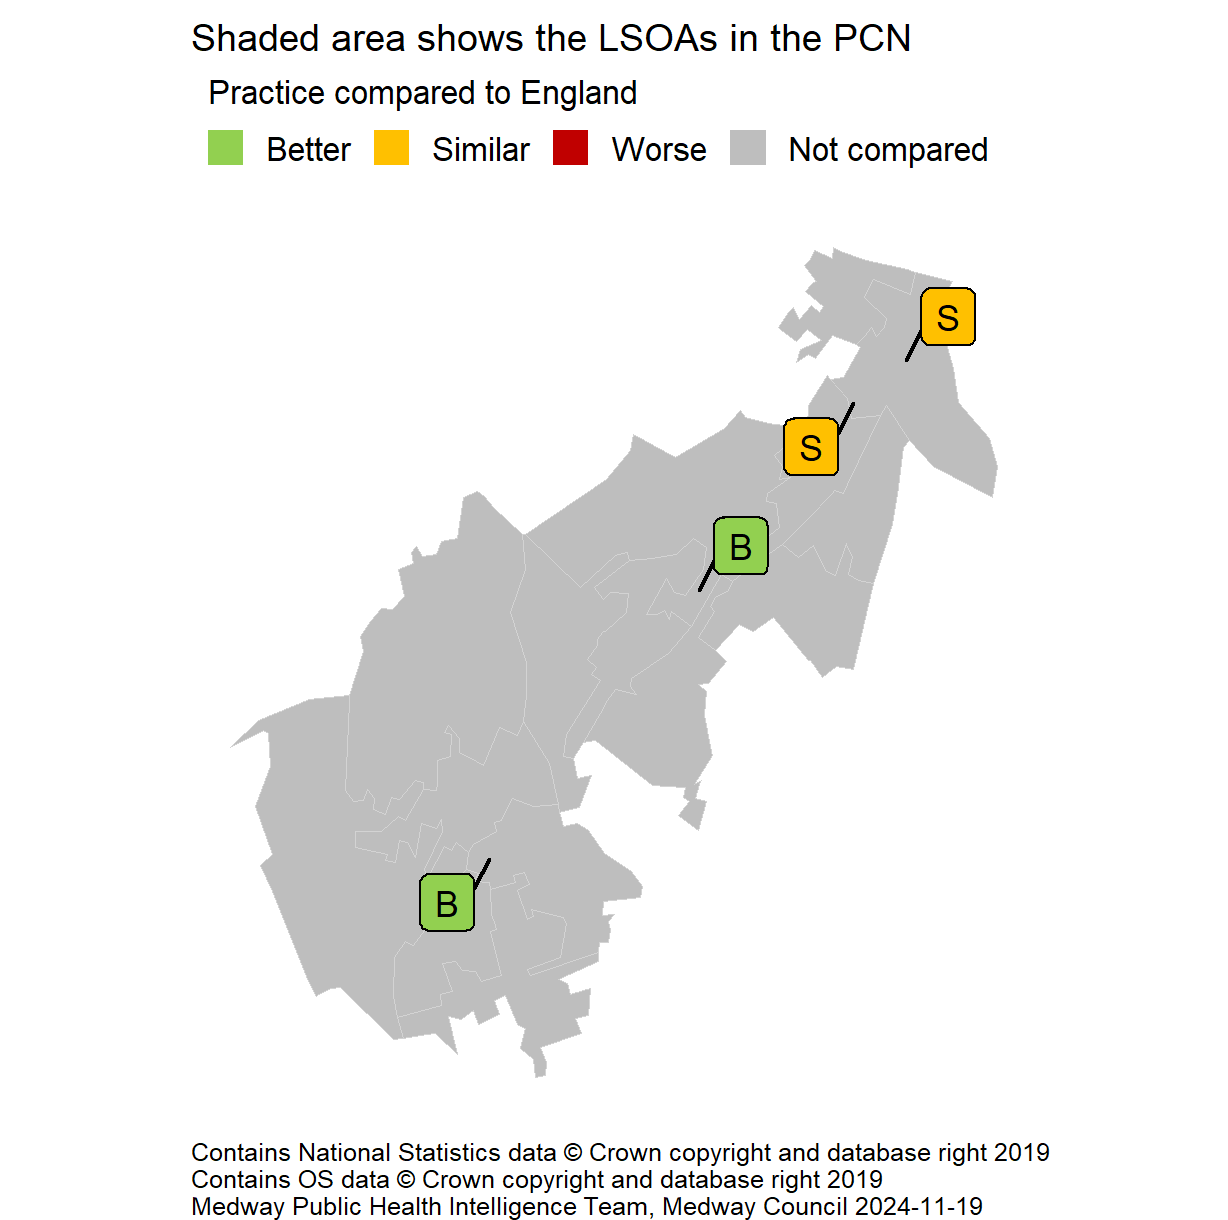 Shaded area shows the LSOAs in the PCN
Practice compared to England
Better Similar Worse Not compared
S
S
B
B
Contains National Statistics data © Crown copyright and database right 2019
Contains OS data © Crown copyright and database right 2019
Medway Public Health Intelligence Team, Medway Council 2024-11-19